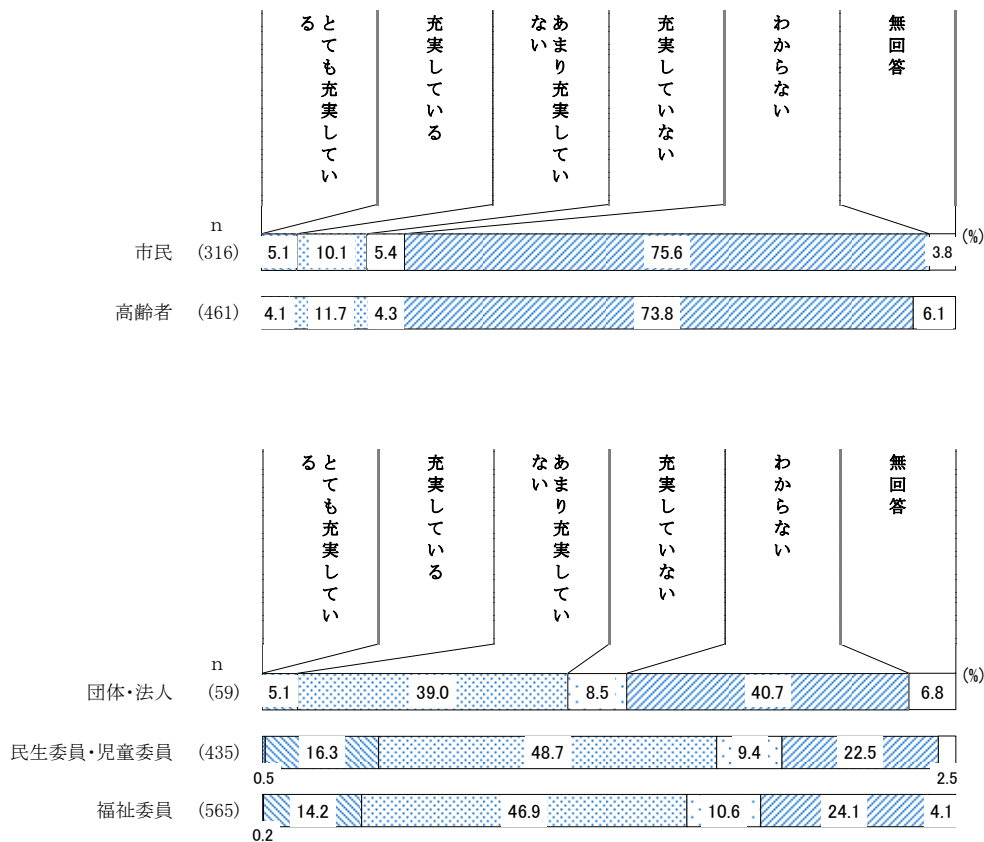 とても充実している
充実している
あまり充実していない
充実していない
わからない
無回答
n
(%)
市民 (316) 5.1 10.1 5.4 75.6 3.8
高齢者 (461) 4.1 11.7 4.3 73.8 6.1
とても充実している
充実している
あまり充実していない
充実していない
わからない
無回答
n
(%)
団体・法人 (59) 5.1 39.0 8.5 40.7 6.8
民生委員・児童委員 (435) 16.3 48.7 9.4 22.5
0.5 2.5
福祉委員 (565) 14.2 46.9 10.6 24.1 4.1
0.2